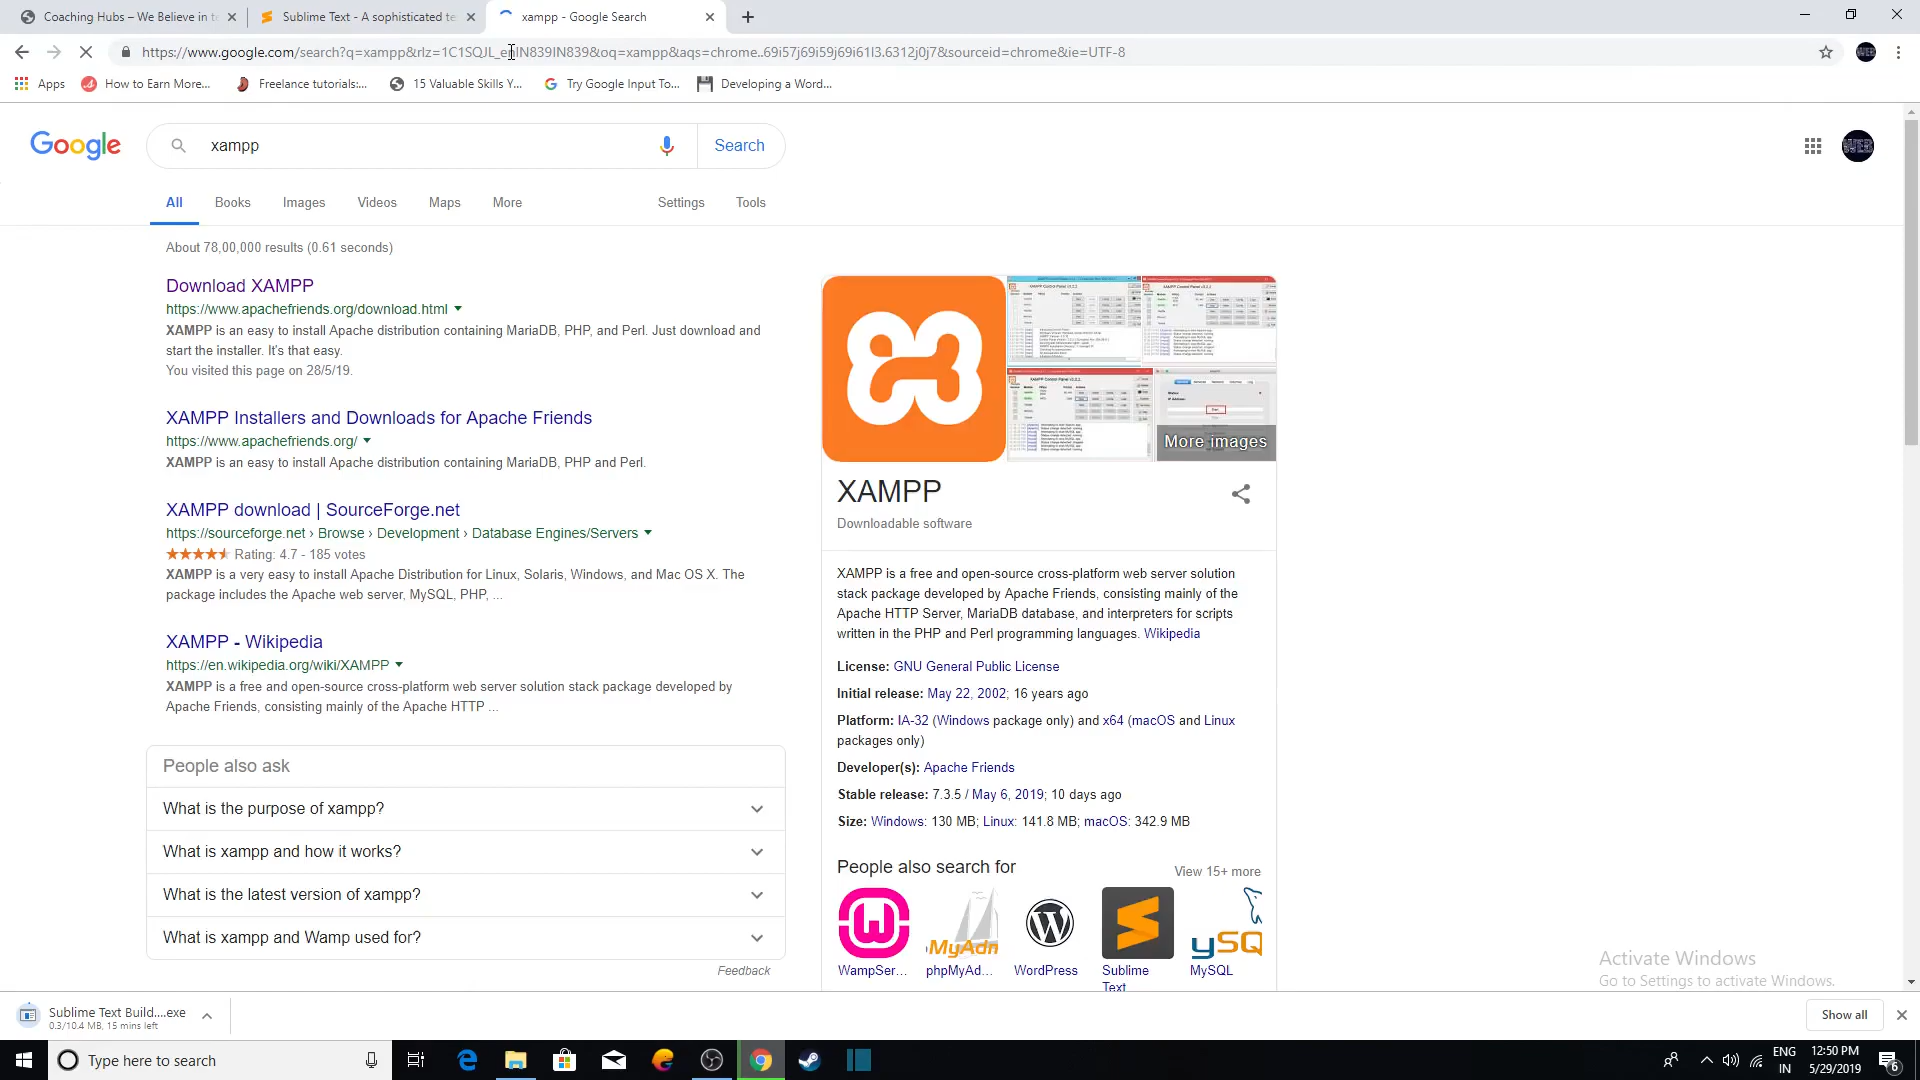 Coaching Hubs – We Believe in to
Sublime Text - A sophisticated te
xampp - Google Search
https://www.google.com/search?q=xampp&rlz=1C1SQJL_enIN839IN839&oq=xampp&aqs=chrome..69i57j69i59j69i61l3.6312j0j7&sourceid=chrome&ie=UTF-8
Apps
How to Earn More...
Freelance tutorials:...
15 Valuable Skills Y...
Try Google Input To...
Developing a Word...
Google
xampp
Search
WEB
All
Books
Images
Videos
Maps
More
Settings
Tools
About 78,00,000 results (0.61 seconds)
Download XAMPP
https://www.apachefriends.org/download.html
XAMPP is an easy to install Apache distribution containing MariaDB, PHP, and Perl. Just download and
start the installer. It's that easy.
You visited this page on 28/5/19.
XAMPP Installers and Downloads for Apache Friends
https://www.apachefriends.org/
XAMPP is an easy to install Apache distribution containing MariaDB, PHP and Perl.
XAMPP download | SourceForge.net
https://sourceforge.net › Browse › Development › Database Engines/Servers
Rating: 4.7 - 185 votes
XAMPP is a very easy to install Apache Distribution for Linux, Solaris, Windows, and Mac OS X. The
package includes the Apache web server, MySQL, PHP, ...
XAMPP - Wikipedia
https://en.wikipedia.org/wiki/XAMPP
XAMPP is a free and open-source cross-platform web server solution stack package developed by
Apache Friends, consisting mainly of the Apache HTTP ...
People also ask
What is the purpose of xampp?
What is xampp and how it works?
What is the latest version of xampp?
What is xampp and Wamp used for?
Feedback
More images
XAMPP
Downloadable software
XAMPP is a free and open-source cross-platform web server solution
stack package developed by Apache Friends, consisting mainly of the
Apache HTTP Server, MariaDB database, and interpreters for scripts
written in the PHP and Perl programming languages. Wikipedia
License: GNU General Public License
Initial release: May 22, 2002; 16 years ago
Platform: IA-32 (Windows package only) and x64 (macOS and Linux
packages only)
Developer(s): Apache Friends
Stable release: 7.3.5 / May 6, 2019; 10 days ago
Size: Windows: 130 MB; Linux: 141.8 MB; macOS: 342.9 MB
People also search for
View 15+ more
WampSer...
phpMyAd...
WordPress
Sublime
Text
MySQL
Activate Windows
Go to Settings to activate Windows.
Sublime Text Build....exe
0.3/10.4 MB, 15 mins left
Show all
Type here to search
ENG
IN
12:50 PM
5/29/2019
6